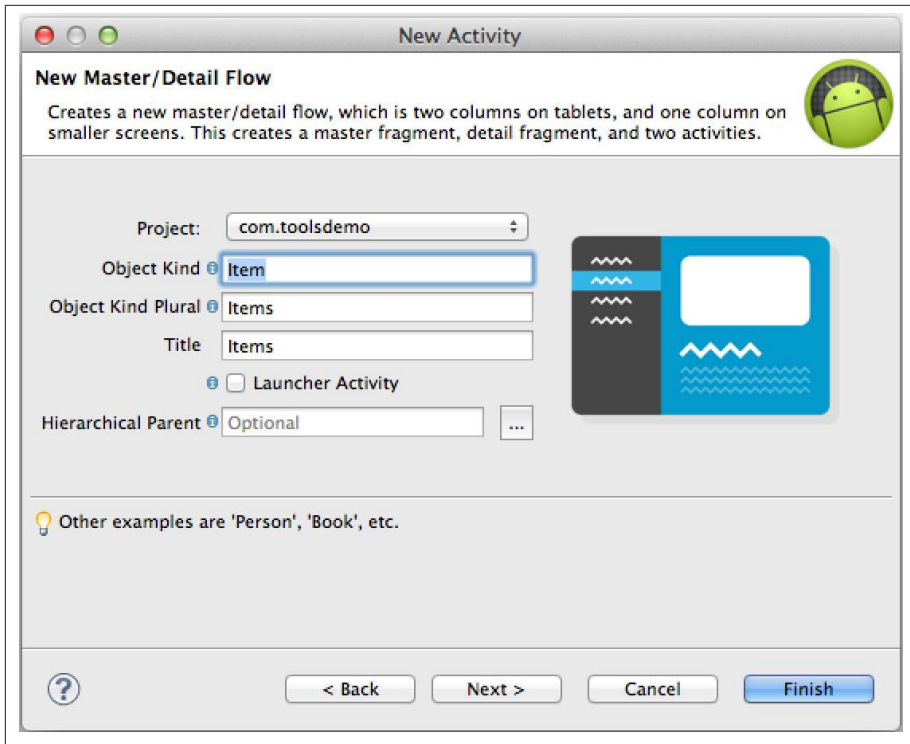 New Activity
New Master/Detail Flow
Creates a new master/detail flow, which is two columns on tablets, and one column on
smaller screens. This creates a master fragment, detail fragment, and two activities.
Project: com.toolsdemo
Object Kind Item
Object Kind Plural Items
Title Items
Launcher Activity
Hierarchical Parent Optional ...
Other examples are 'Person', 'Book', etc.
? < Back Next > Cancel Finish